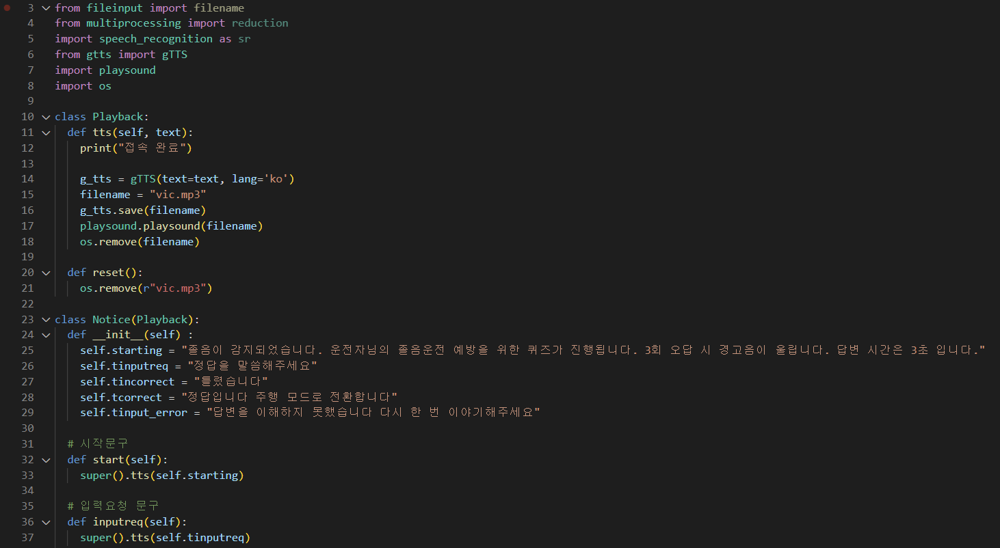 3 from fileinput import filename
4 from multiprocessing import reduction
5 import speech_recognition as sr
6 from gtts import gTTS
7 import playsound
8 import os
9
10 class Playback:
11   def tts(self, text):
12     print("접속 완료")
13
14     g_tts = gTTS(text=text, lang='ko')
15     filename = "vic.mp3"
16     g_tts.save(filename)
17     playsound.playsound(filename)
18     os.remove(filename)
19
20   def reset():
21     os.remove(r"vic.mp3")
22
23 class Notice(Playback):
24   def __init__(self) :
25     self.starting = "졸음이 감지되었습니다. 운전자님의 졸음운전 예방을 위한 퀴즈가 진행됩니다. 3회 오답 시 경고음이 울립니다. 답변 시간은 3초 입니다."
26     self.tinputreq = "정답을 말씀해주세요"
27     self.tincorrect = "틀렸습니다"
28     self.tcorrect = "정답입니다 주행 모드로 전환합니다"
29     self.tinput_error = "답변을 이해하지 못했습니다 다시 한 번 이야기해주세요"
30
31   # 시작문구
32   def start(self):
33     super().tts(self.starting)
34
35   # 입력요청 문구
36   def inputreq(self):
37     super().tts(self.tinputreq)